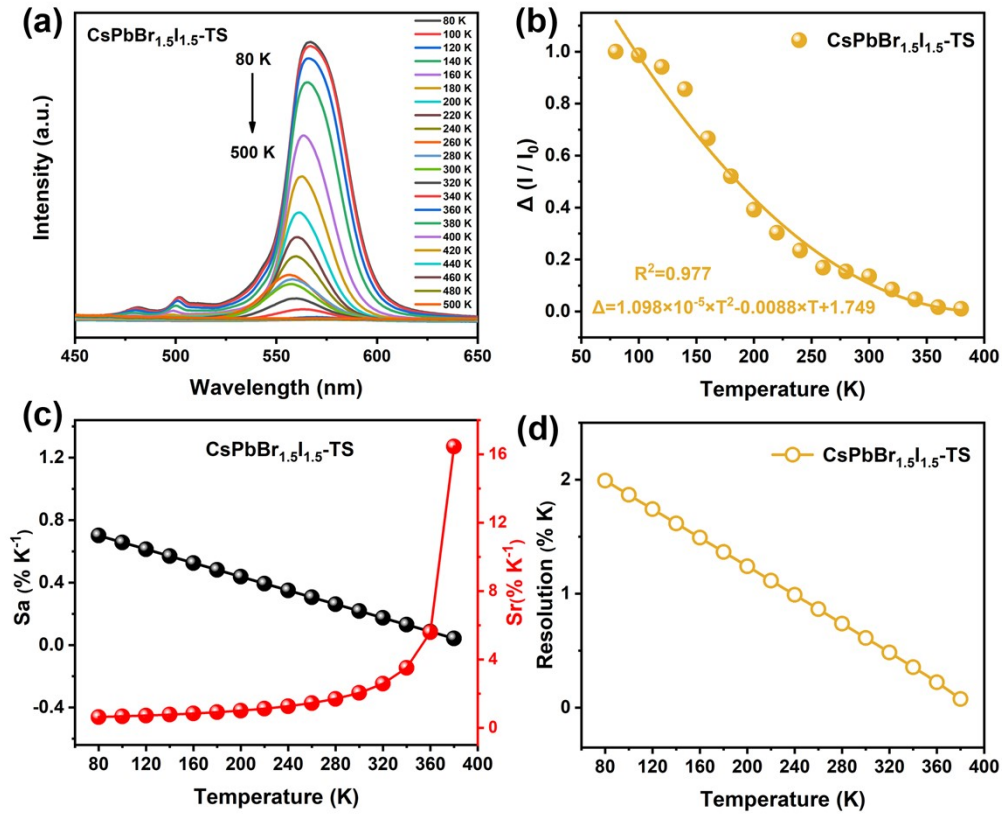 (a)
CsPbBr₁.₅I₁.₅-TS
80 K
500 K
80 K
100 K
120 K
140 K
160 K
180 K
200 K
220 K
240 K
260 K
280 K
300 K
320 K
340 K
360 K
380 K
400 K
420 K
440 K
460 K
480 K
500 K
Intensity (a.u.)
450 500 550 600 650
Wavelength (nm)
(b)
CsPbBr₁.₅I₁.₅-TS
1.0
0.8
0.6
0.4
0.2
0.0
Δ (I / I₀)
R²=0.977
Δ=1.098×10⁻⁵×T²-0.0088×T+1.749
50 100 150 200 250 300 350 400
Temperature (K)
(c)
CsPbBr₁.₅I₁.₅-TS
1.2
0.8
0.4
0.0
-0.4
Sa (% K⁻¹)
16
12
8
4
0
Sr(% K⁻¹)
80 120 160 200 240 280 320 360 400
Temperature (K)
(d)
CsPbBr₁.₅I₁.₅-TS
2
1
0
Resolution (% K)
80 120 160 200 240 280 320 360 400
Temperature (K)